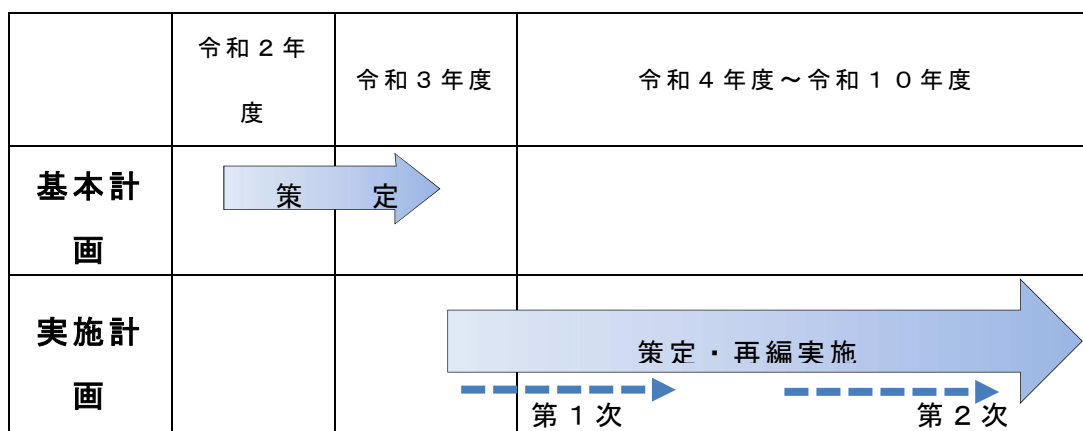 令和２年
度
令和３年度
令和４年度～令和１０年度
基本計
画
策　定
実施計
画
策定・再編実施
第１次
第２次